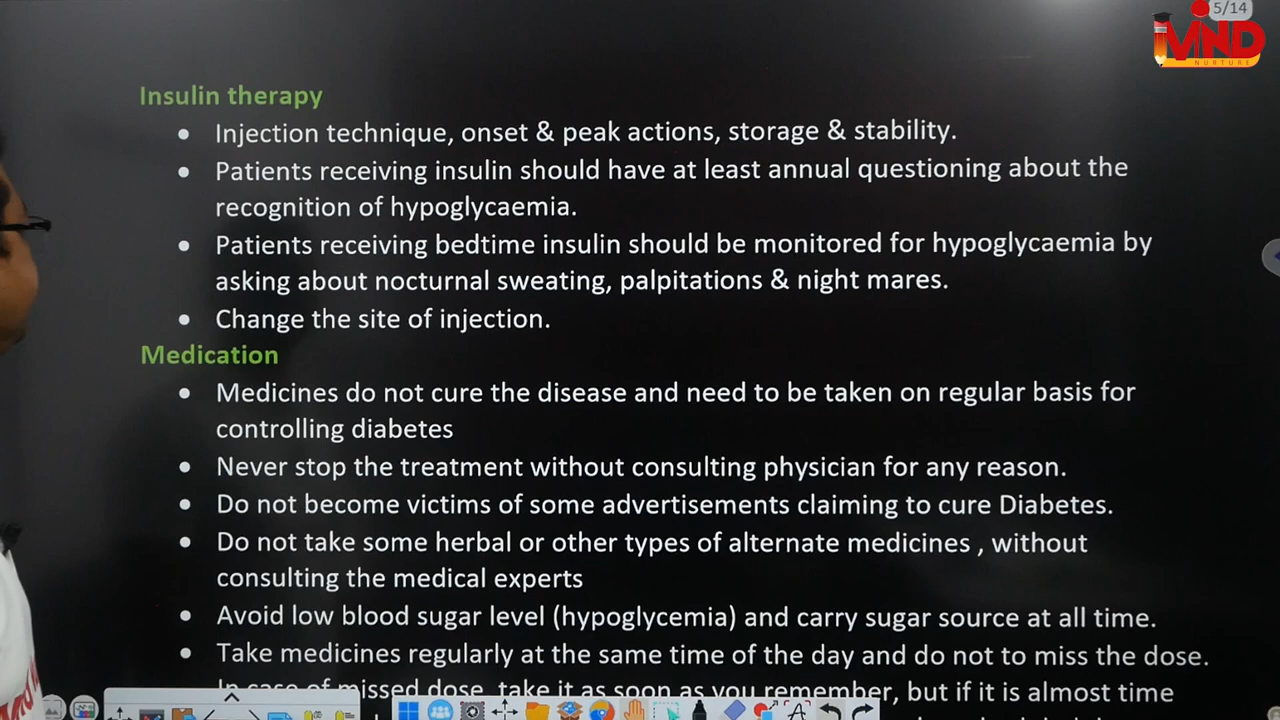 5/14
MIND
NURTURE
Insulin therapy
• Injection technique, onset & peak actions, storage & stability.
• Patients receiving insulin should have at least annual questioning about the
recognition of hypoglycaemia.
• Patients receiving bedtime insulin should be monitored for hypoglycaemia by
asking about nocturnal sweating, palpitations & night mares.
• Change the site of injection.
Medication
• Medicines do not cure the disease and need to be taken on regular basis for
controlling diabetes
• Never stop the treatment without consulting physician for any reason.
• Do not become victims of some advertisements claiming to cure Diabetes.
• Do not take some herbal or other types of alternate medicines , without
consulting the medical experts
• Avoid low blood sugar level (hypoglycemia) and carry sugar source at all time.
• Take medicines regularly at the same time of the day and do not to miss the dose.
In case of missed dose, take it as soon as you remember, but if it is almost time